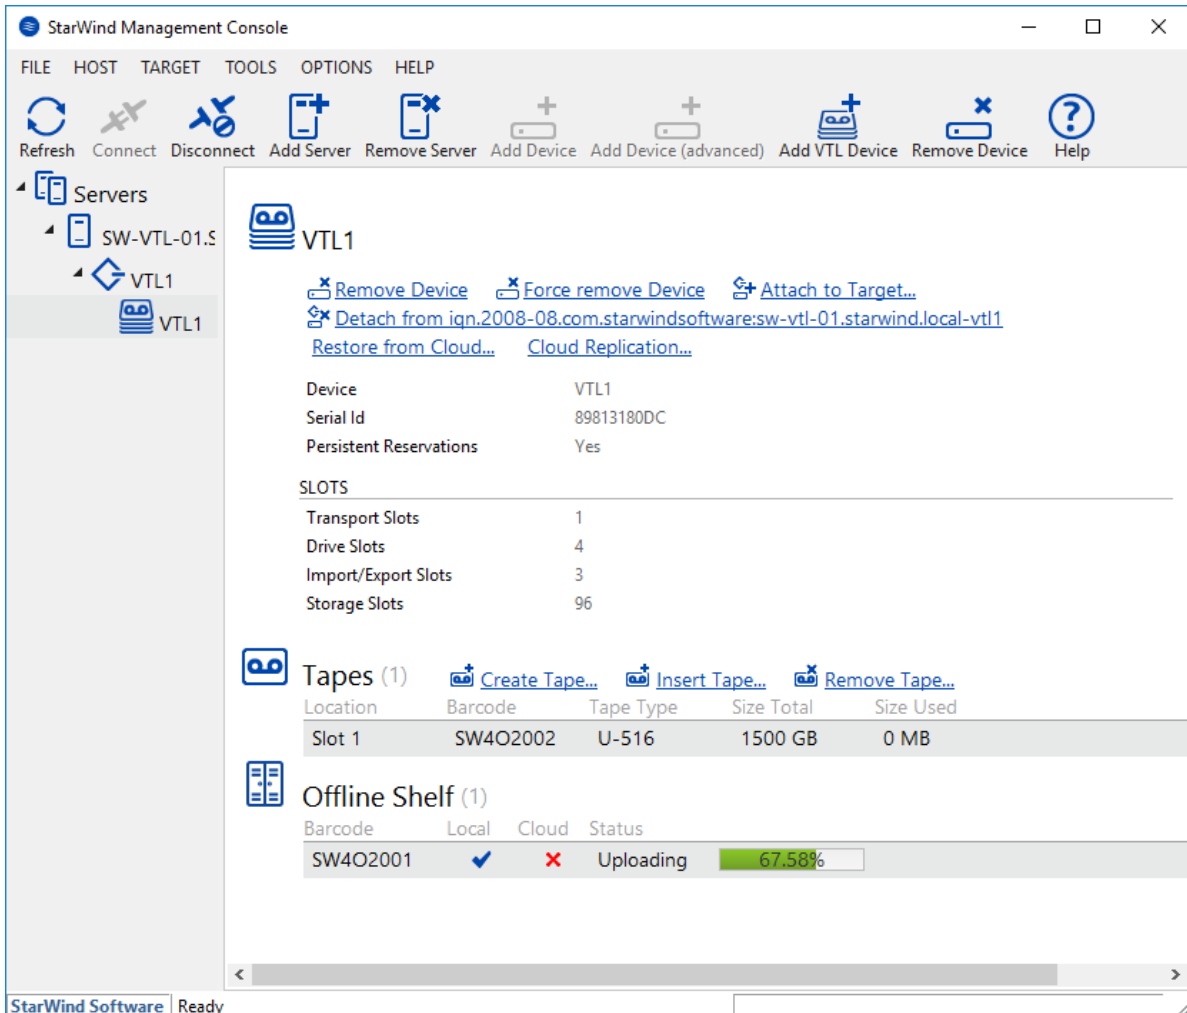 StarWind Management Console
FILE HOST TARGET TOOLS OPTIONS HELP
Refresh Connect Disconnect Add Server Remove Server Add Device Add Device (advanced) Add VTL Device Remove Device Help
Servers
SW-VTL-01.S
VTL1
VTL1
VTL1
Remove Device Force remove Device Attach to Target...
Detach from iqn.2008-08.com.starwindsoftware:sw-vtl-01.starwind.local-vtl1
Restore from Cloud... Cloud Replication...
Device VTL1
Serial Id 89813180DC
Persistent Reservations Yes
SLOTS
Transport Slots 1
Drive Slots 4
Import/Export Slots 3
Storage Slots 96
Tapes (1) Create Tape... Insert Tape... Remove Tape...
Location Barcode Tape Type Size Total Size Used
Slot 1 SW4O2002 U-516 1500 GB 0 MB
Offline Shelf (1)
Barcode Local Cloud Status
SW4O2001 Uploading 67.58%
StarWind Software Ready